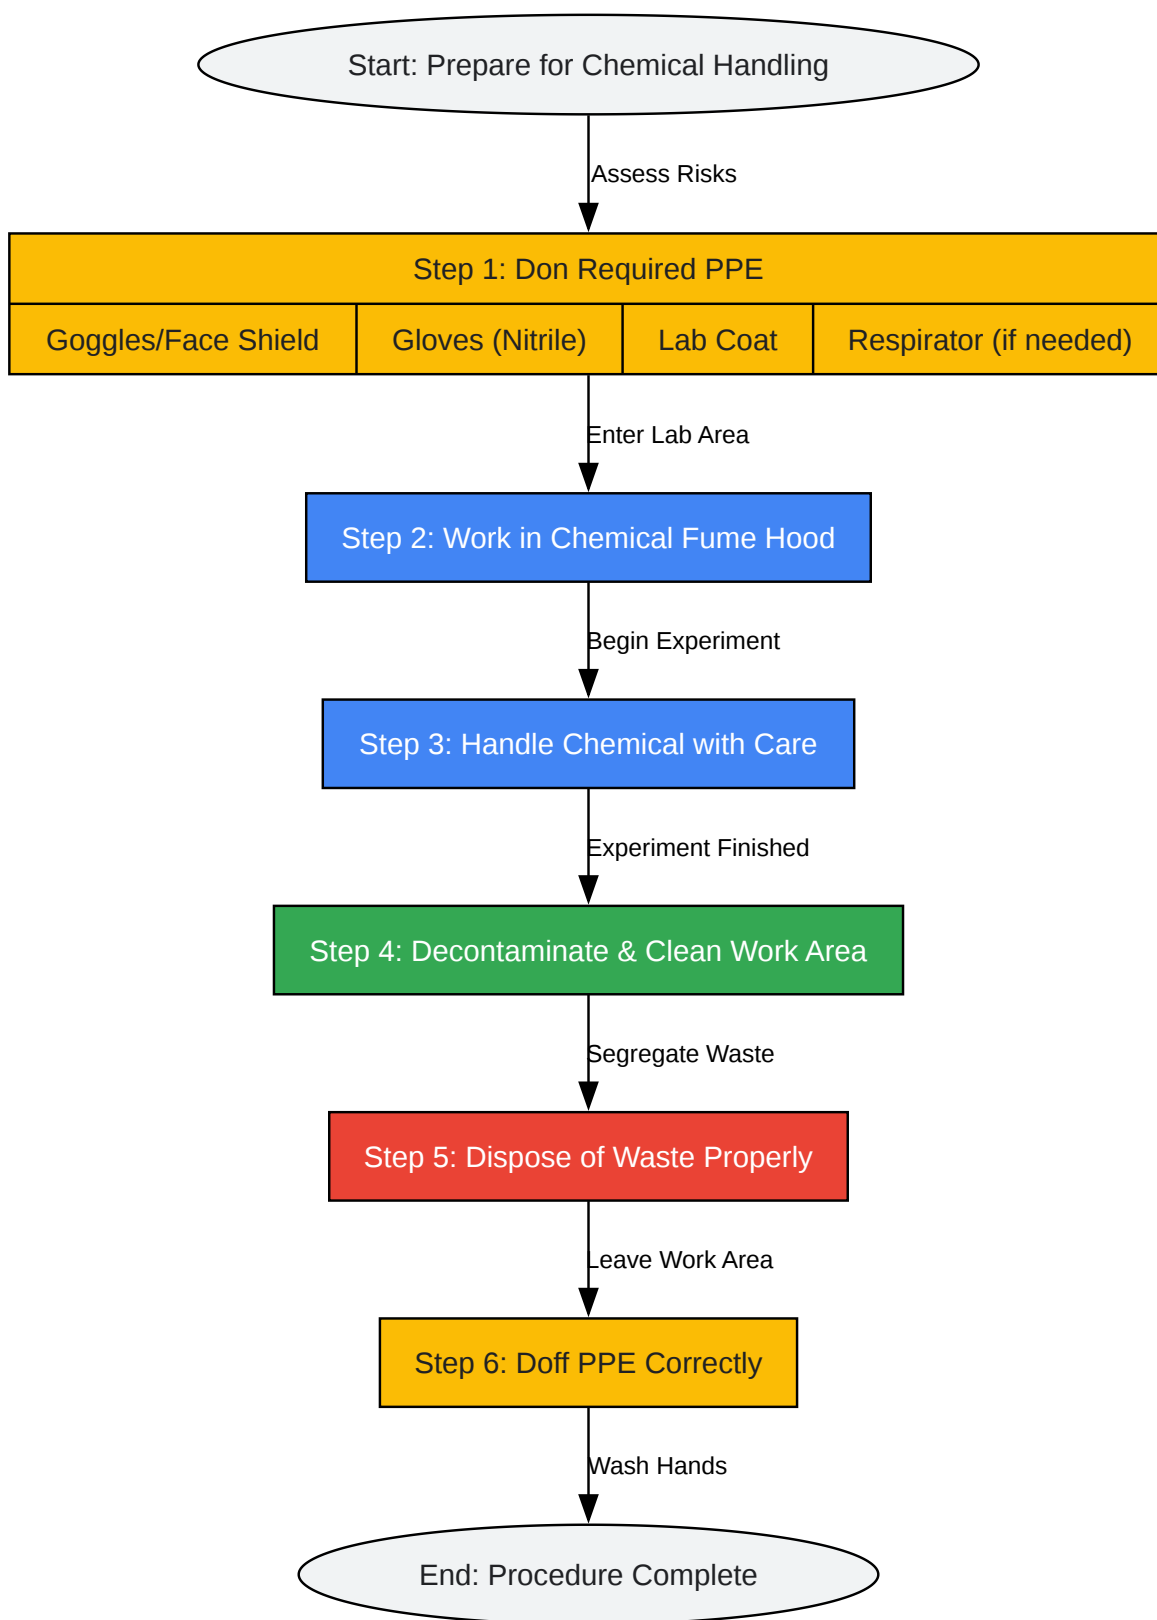 Start: Prepare for Chemical Handling
Assess Risks
Step 1: Don Required PPE
Goggles/Face Shield
Gloves (Nitrile)
Lab Coat
Respirator (if needed)
Enter Lab Area
Step 2: Work in Chemical Fume Hood
Begin Experiment
Step 3: Handle Chemical with Care
Experiment Finished
Step 4: Decontaminate & Clean Work Area
Segregate Waste
Step 5: Dispose of Waste Properly
Leave Work Area
Step 6: Doff PPE Correctly
Wash Hands
End: Procedure Complete